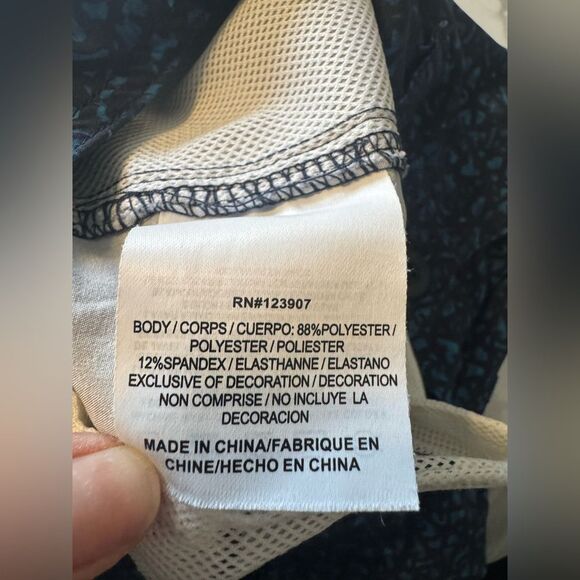 RN#123907
BODY / CORPS / CUERPO: 88%POLYESTER /
POLYESTER / POLIESTER
12%SPANDEX / ELASTHANNE / ELASTANO
EXCLUSIVE OF DECORATION / DECORATION
NON COMPRISE / NO INCLUYE LA
DECORACION
MADE IN CHINA/FABRIQUE EN
CHINE/HECHO EN CHINA